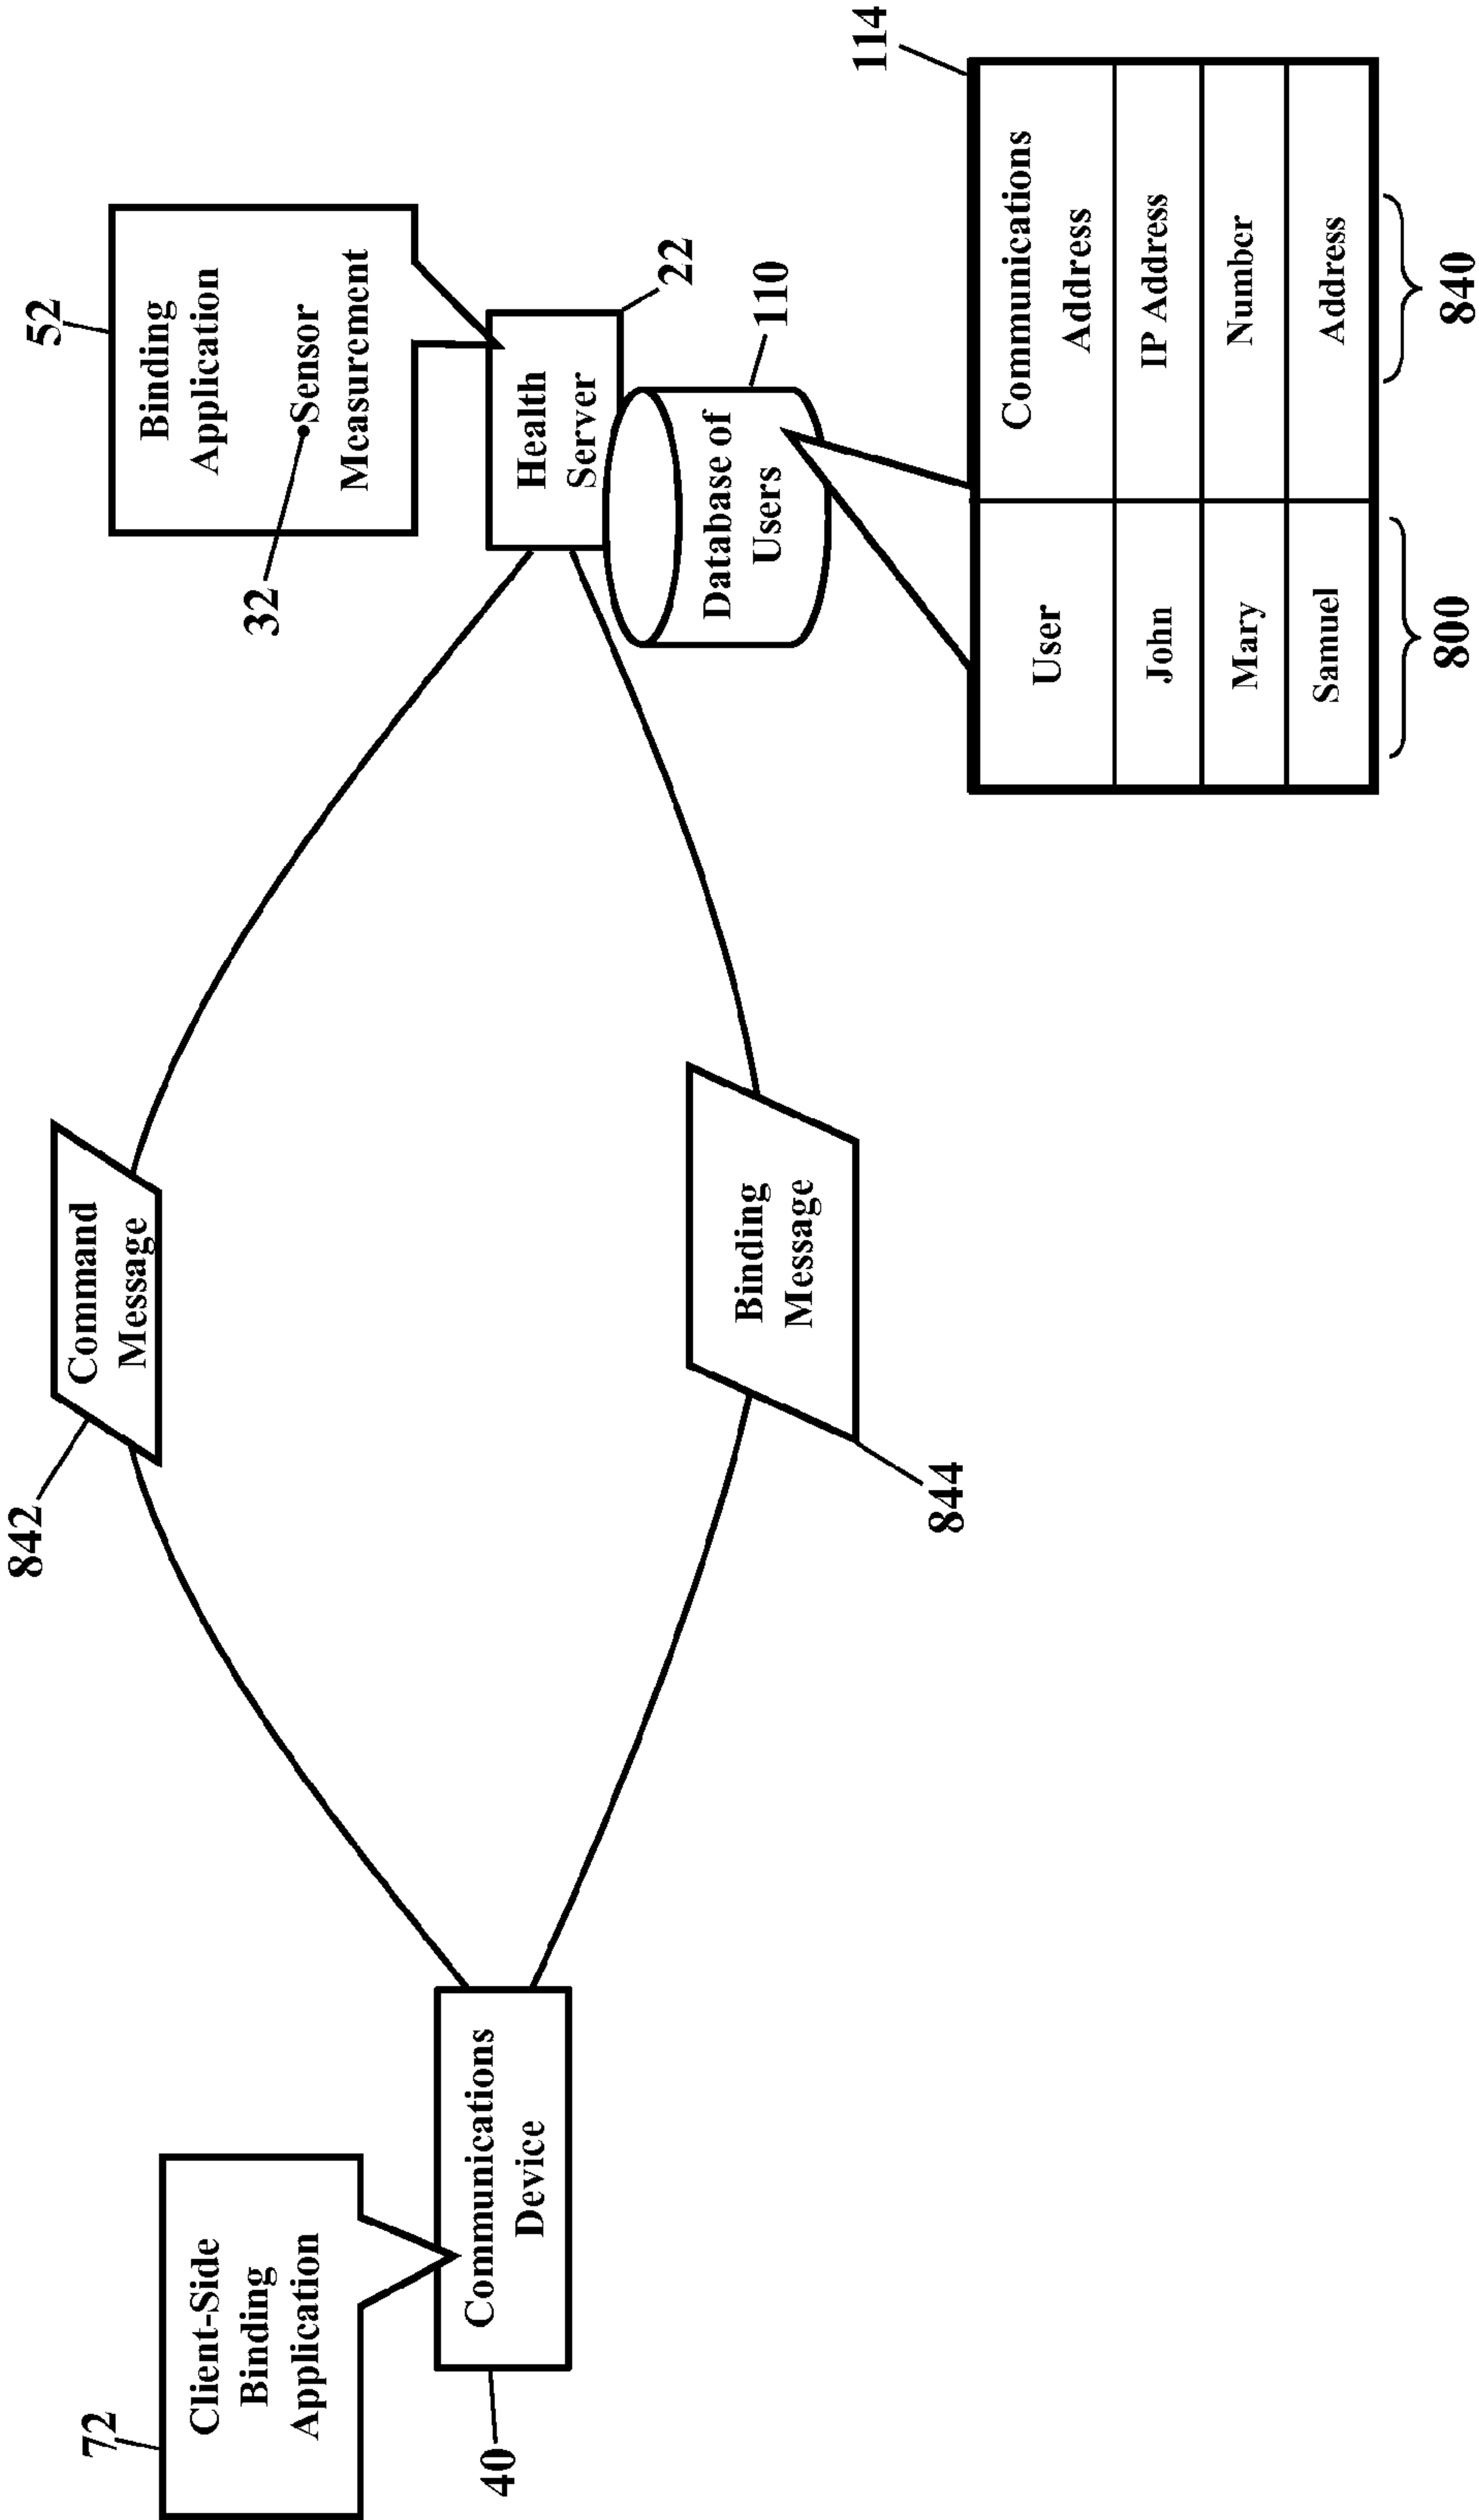 72
Client-Side
Binding
Application
40
Communications
Device
842
Command
Message
844
Binding
Message
52
Binding
Application
Sensor
Measurement
32
Health
Server
22
Database of
Users
110
114
User
Communications
Address
John
IP Address
Mary
Number
Samuel
Address
800
840